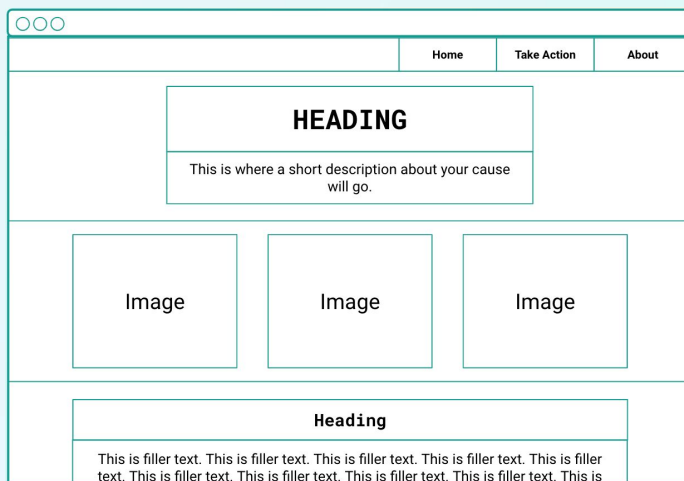 Home Take Action About
HEADING
This is where a short description about your cause
will go.
Image Image Image
Heading
This is filler text. This is filler text. This is filler text. This is filler text. This is filler
text. This is filler text. This is filler text. This is filler text. This is filler text. This is